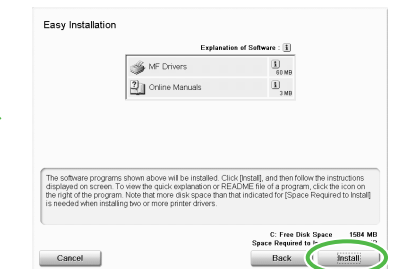 Easy Installation
Explanation of Software :
MF Drivers
60 MB
Online Manuals
3 MB
The software programs shown above will be installed. Click [Install], and then follow the instructions
displayed on screen. To view the quick explanation or README file of a program, click the icon on
the right of the program. Note that more disk space than that indicated for [Space Required to Install]
is needed when installing two or more printer drivers.
C: Free Disk Space 1584 MB
Space Required to
Cancel Back Install